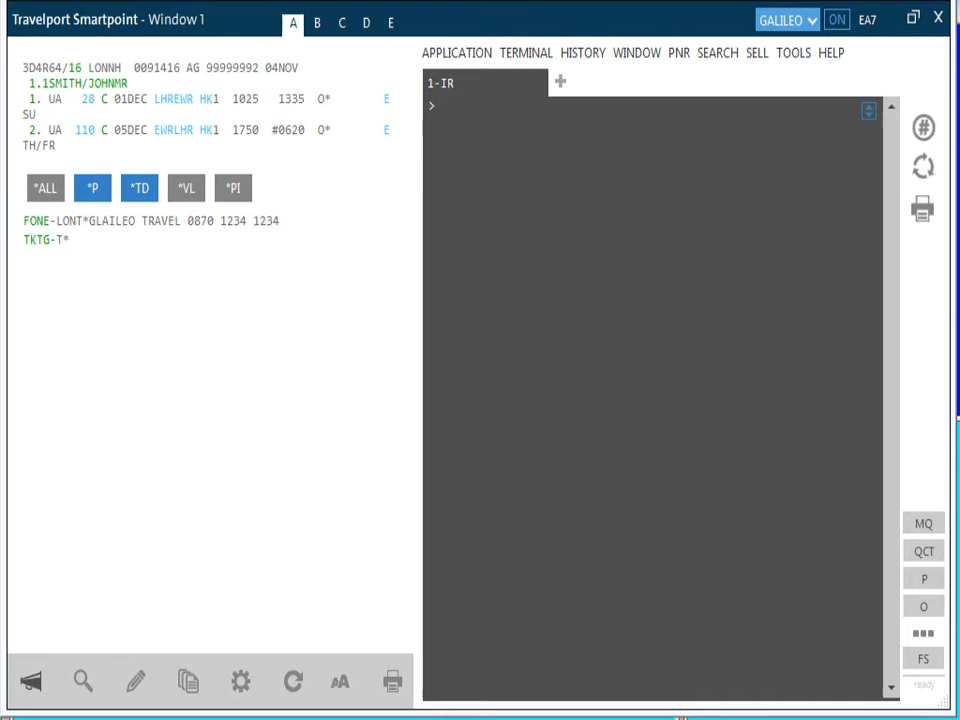 Travelport Smartpoint - Window 1
A B C D E
GALILEO ON EA7 X
APPLICATION TERMINAL HISTORY WINDOW PNR SEARCH SELL TOOLS HELP
3D4R64/16 LONNH 0091416 AG 99999992 04NOV
1.1SMITH/JOHNMR
1. UA 28 C 01DEC LHREWR HK1 1025 1335 O* E
SU
2. UA 110 C 05DEC EWRLHR HK1 1750 #0620 O* E
TH/FR
*ALL *P *TD *VL *PI
FONE-LONT*GLAILEO TRAVEL 0870 1234 1234
TKTG-T*
1-IR
>
#
MQ
QCT
P
O
FS
ready
AA